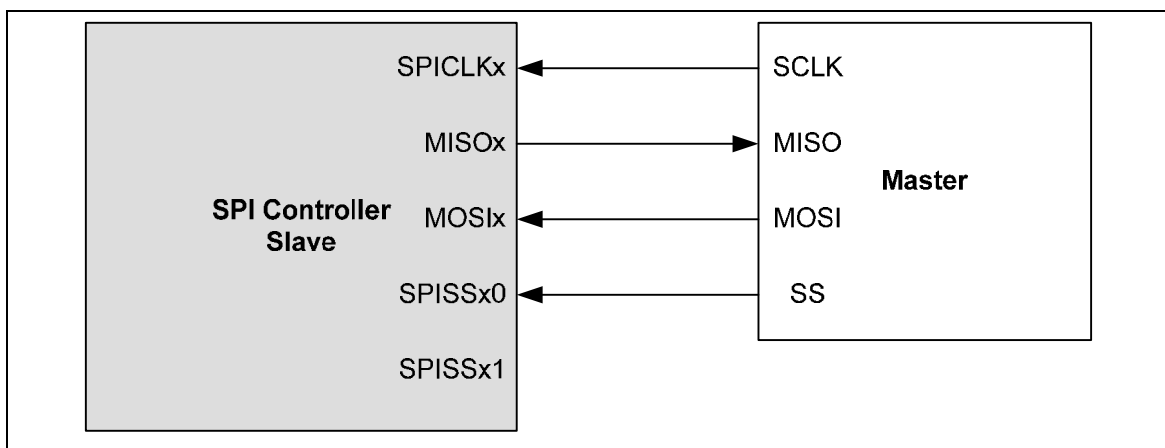 SPICLKx
SCLK
MISOx
MISO
Master
SPI Controller
Slave
MOSIx
MOSI
SPISSx0
SS
SPISSx1